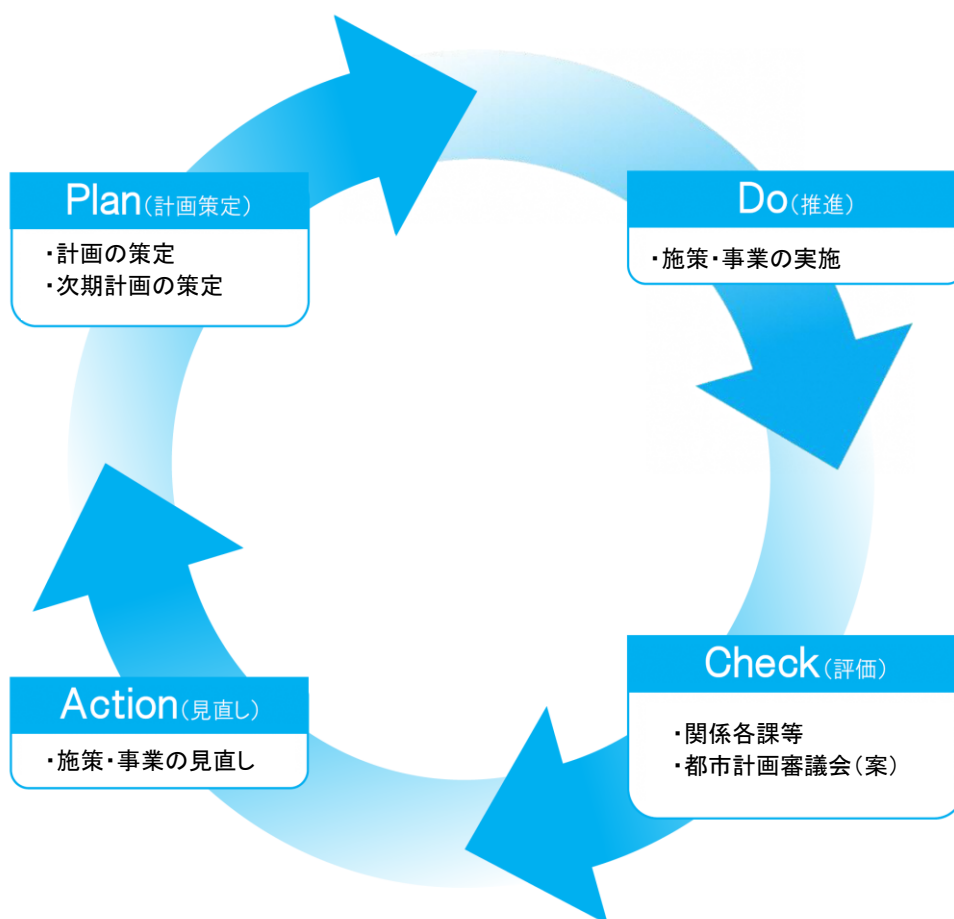 Plan(計画策定)
・計画の策定
・次期計画の策定
Do(推進)
・施策・事業の実施
Check(評価)
・関係各課等
・都市計画審議会(案)
Action(見直し)
・施策・事業の見直し